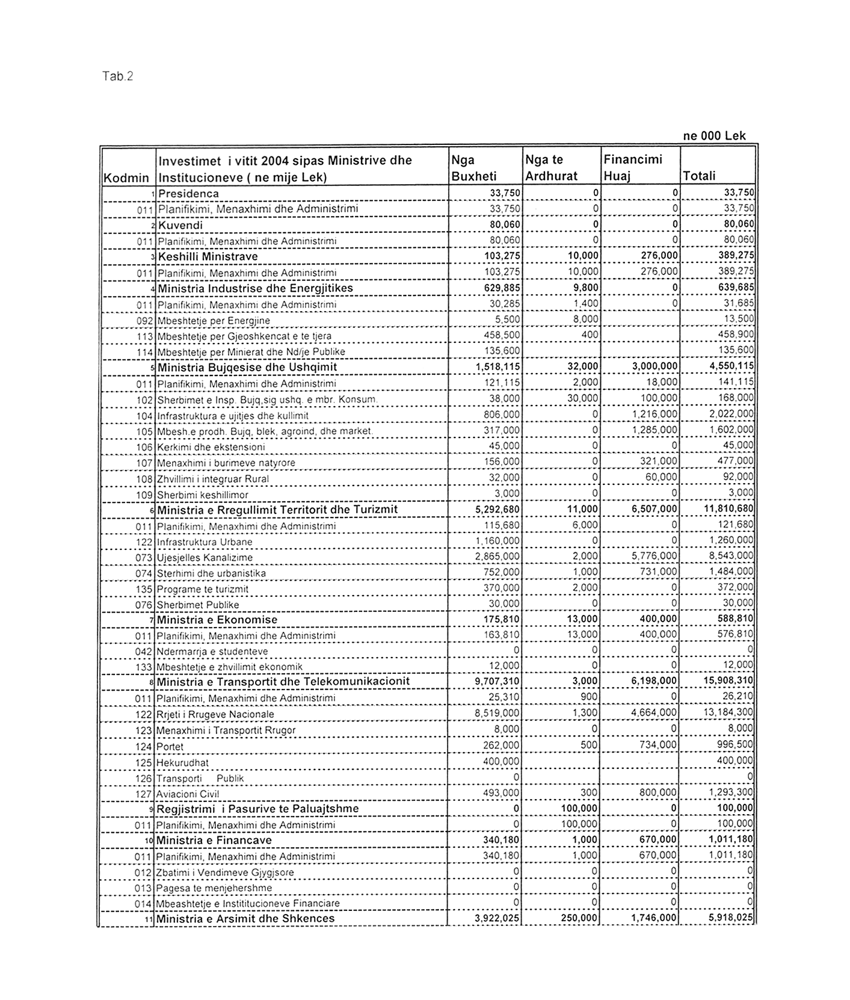 Tab.2
ne 000 Lek
Kodmin Investimet i vitit 2004 sipas Ministrive dhe Institucioneve ( ne mije Lek) Nga Buxheti Nga te Ardhurat Financimi Huaj Totali
1 Presidenca 33,750 0 0 33,750
011 Planifikimi, Menaxhimi dhe Administrimi 33,750 0 0 33,750
2 Kuvendi 80,060 0 0 80,060
011 Planifikimi, Menaxhimi dhe Administrimi 80,060 0 0 80,060
3 Keshilli Ministrave 103,275 10,000 276,000 389,275
011 Planifikimi, Menaxhimi dhe Administrimi 103,275 10,000 276,000 389,275
4 Ministria Industrise dhe Energjitikes 629,885 9,800 0 639,685
011 Planifikimi, Menaxhimi dhe Administrimi 30,285 1,400 0 31,685
092 Mbeshtetje per Energjine 5,500 8,000 13,500
113 Mbeshtetje per Gjeoshkencat e te tjera 458,500 400 458,900
114 Mbeshtetje per Minierat dhe Nd/je Publike 135,600 135,600
5 Ministria Bujqesise dhe Ushqimit 1,518,115 32,000 3,000,000 4,550,115
011 Planifikimi, Menaxhimi dhe Administrimi 121,115 2,000 18,000 141,115
102 Sherbimet e Insp. Bujq,sig ushq. e mbr. Konsum. 38,000 30,000 100,000 168,000
104 Infrastruktura e ujitjes dhe kullimit 806,000 0 1,216,000 2,022,000
105 Mbesh.e prodh. Bujq, blek, agroind, dhe market. 317,000 0 1,285,000 1,602,000
106 Kerkimi dhe ekstensioni 45,000 0 0 45,000
107 Menaxhimi i burimeve natyrore 156,000 0 321,000 477,000
108 Zhvillimi i integruar Rural 32,000 0 60,000 92,000
109 Sherbimi keshillimor 3,000 0 0 3,000
6 Ministria e Rregullimit Territorit dhe Turizmit 5,292,680 11,000 6,507,000 11,810,680
011 Planifikimi, Menaxhimi dhe Administrimi 115,680 6,000 0 121,680
122 Infrastruktura Urbane 1,160,000 0 0 1,260,000
073 Ujesjelles Kanalizime 2,865,000 2,000 5,776,000 8,543,000
074 Sterhimi dhe urbanistika 752,000 1,000 731,000 1,484,000
135 Programe te turizmit 370,000 2,000 0 372,000
076 Sherbimet Publike 30,000 0 0 30,000
7 Ministria e Ekonomise 175,810 13,000 400,000 588,810
011 Planifikimi, Menaxhimi dhe Administrimi 163,810 13,000 400,000 576,810
042 Ndermarrja e studenteve 0 0 0 0
133 Mbeshtetje e zhvillimit ekonomik 12,000 0 0 12,000
8 Ministria e Transportit dhe Telekomunikacionit 9,707,310 3,000 6,198,000 15,908,310
011 Planifikimi, Menaxhimi dhe Administrimi 25,310 900 0 26,210
122 Rrjeti i Rrugeve Nacionale 8,519,000 1,300 4,664,000 13,184,300
123 Menaxhimi i Transportit Rrugor 8,000 0 0 8,000
124 Portet 262,000 500 734,000 996,500
125 Hekurudhat 400,000 400,000
126 Transporti Publik 0 0
127 Aviacioni Civil 493,000 300 800,000 1,293,300
9 Regjistrimi i Pasurive te Paluajtshme 0 100,000 0 100,000
011 Planifikimi, Menaxhimi dhe Administrimi 0 100,000 0 100,000
10 Ministria e Financave 340,180 1,000 670,000 1,011,180
011 Planifikimi, Menaxhimi dhe Administrimi 340,180 1,000 670,000 1,011,180
012 Zbatimi i Vendimeve Gjygjsore 0 0 0 0
013 Pagesa te menjehershme 0 0 0 0
014 Mbeashtetje e Instititucioneve Financiare 0 0 0 0
11 Ministria e Arsimit dhe Shkences 3,922,025 250,000 1,746,000 5,918,025